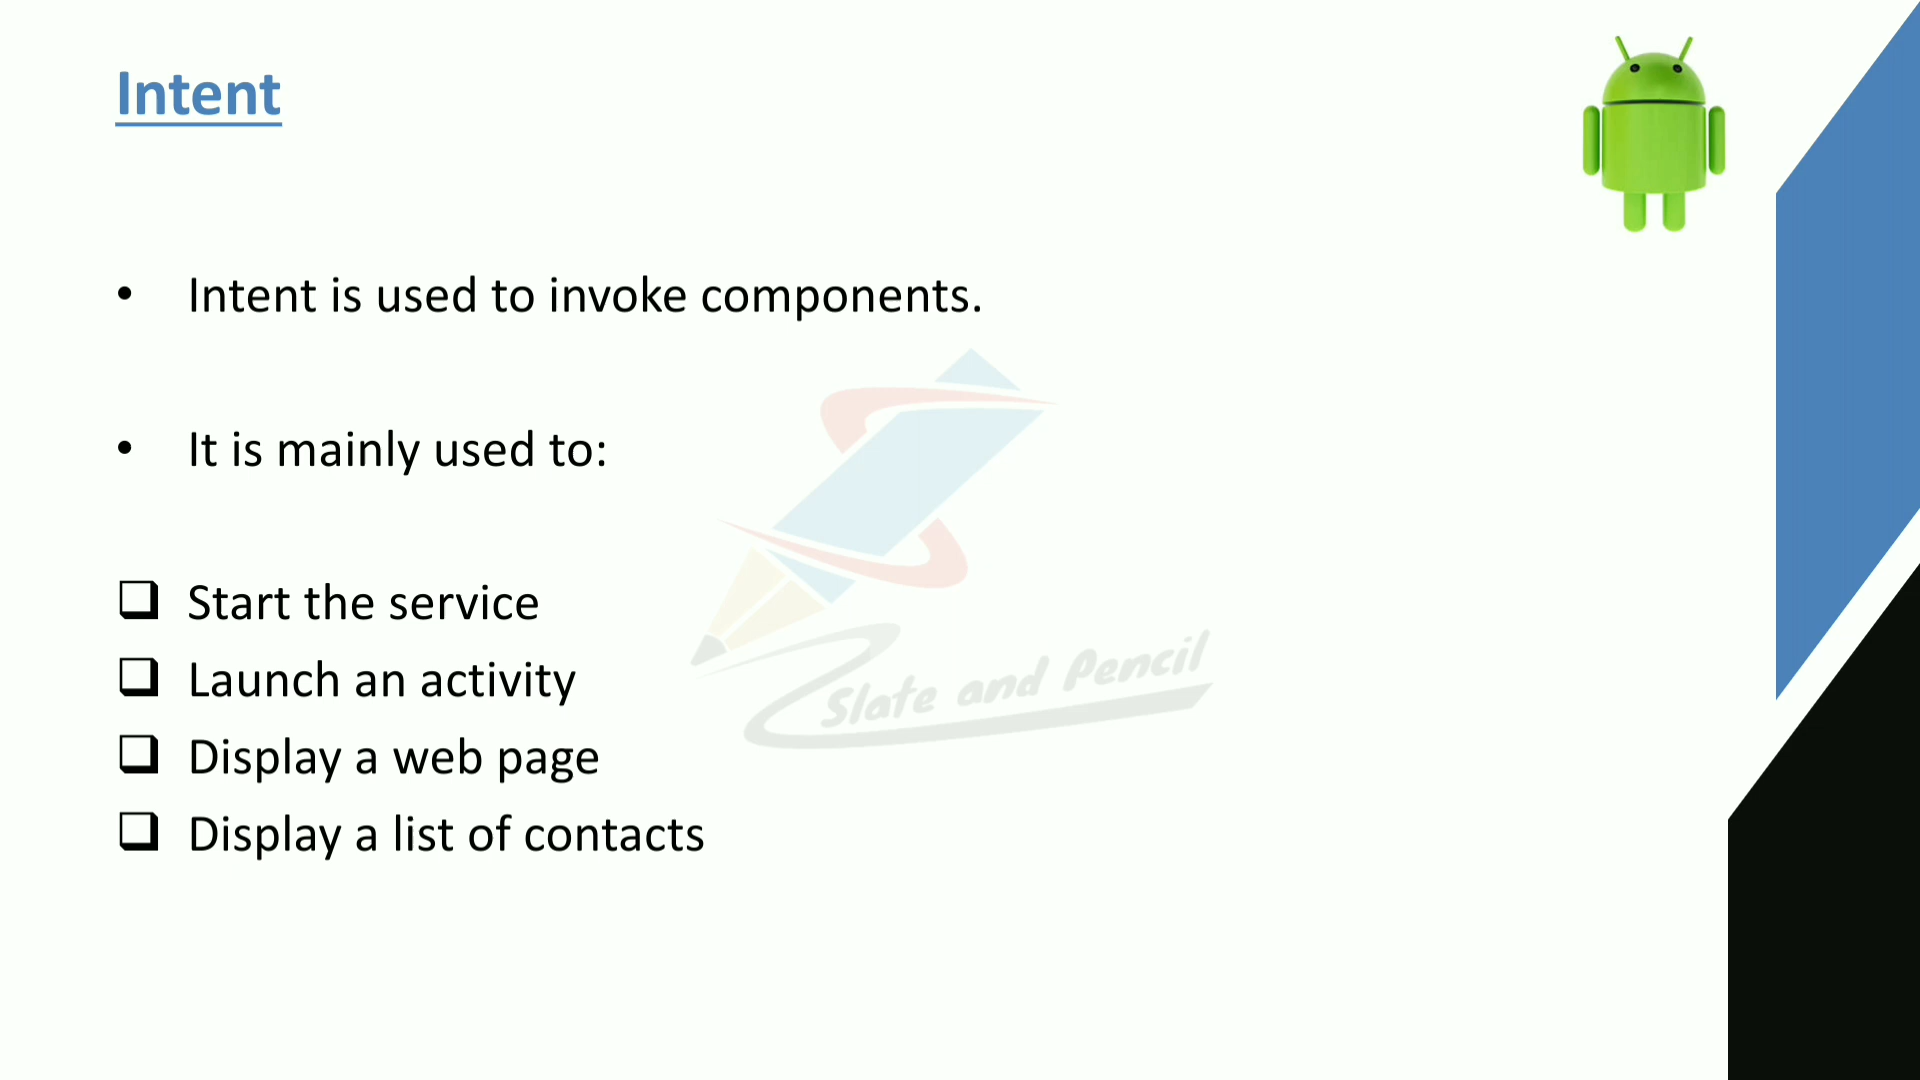 Intent
• Intent is used to invoke components.
• It is mainly used to:
❑ Start the service
❑ Launch an activity
❑ Display a web page
❑ Display a list of contacts
Slate and Pencil